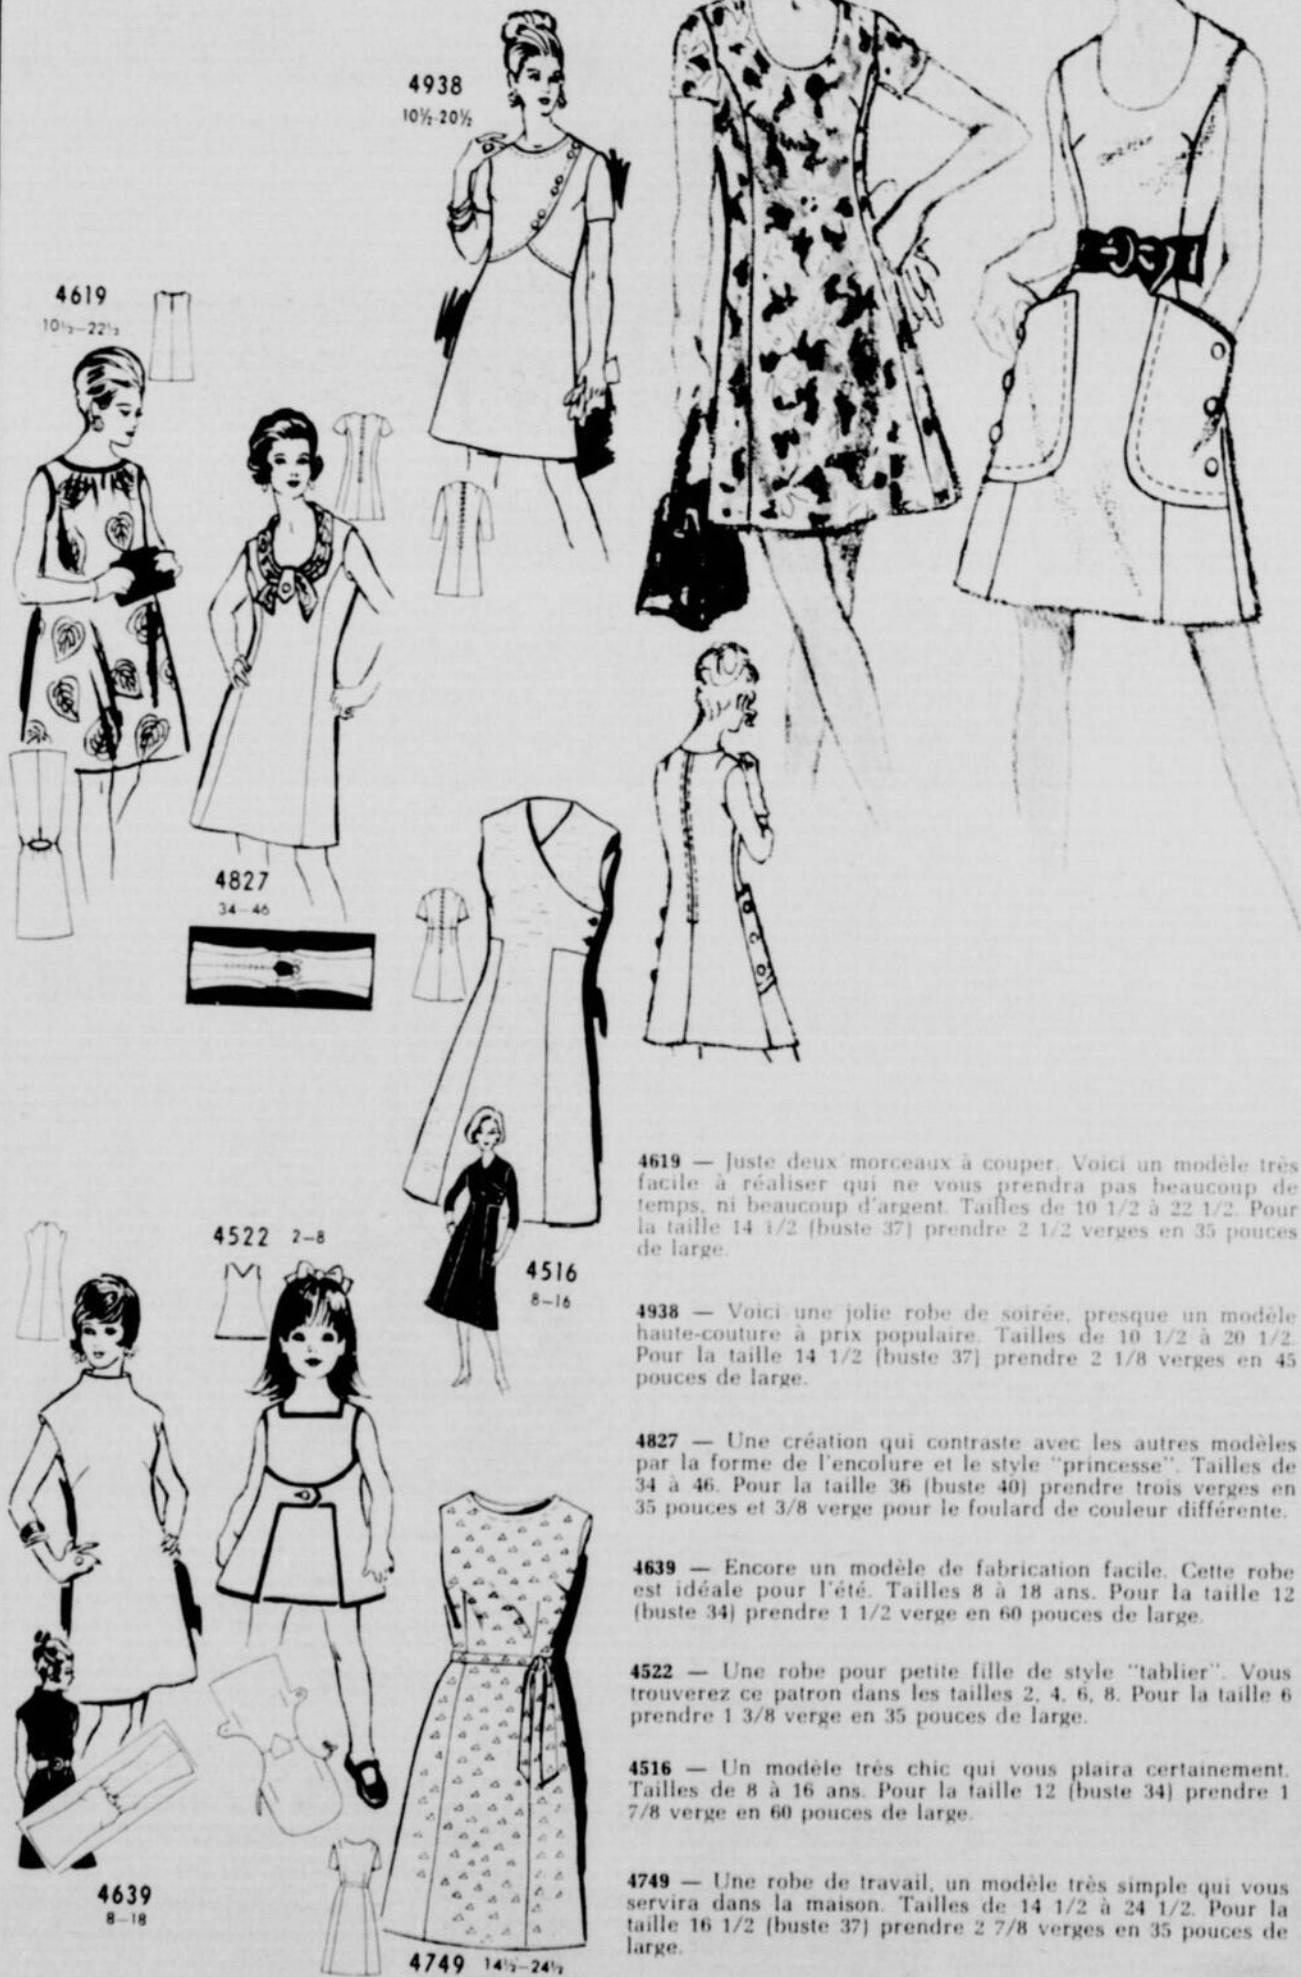 4938
10½-20½
4619
10½-22½
4827
34-46
4522 2-8
4516
8-16
4639
8-18
4749 14½-24½
4619 — Juste deux morceaux à couper. Voici un modèle très
facile à réaliser qui ne vous prendra pas beaucoup de
temps, ni beaucoup d'argent. Tailles de 10 1/2 à 22 1/2. Pour
la taille 14 1/2 (buste 37) prendre 2 1/2 verges en 35 pouces
de large.
4938 — Voici une jolie robe de soirée, presque un modèle
haute-couture à prix populaire. Tailles de 10 1/2 à 20 1/2.
Pour la taille 14 1/2 (buste 37) prendre 2 1/8 verges en 45
pouces de large.
4827 — Une création qui contraste avec les autres modèles
par la forme de l'encolure et le style "princesse". Tailles de
34 à 46. Pour la taille 36 (buste 40) prendre trois verges en
35 pouces et 3/8 verge pour le foulard de couleur différente.
4639 — Encore un modèle de fabrication facile. Cette robe
est idéale pour l'été. Tailles 8 à 18 ans. Pour la taille 12
(buste 34) prendre 1 1/2 verge en 60 pouces de large.
4522 — Une robe pour petite fille de style "tablier". Vous
trouverez ce patron dans les tailles 2, 4, 6, 8. Pour la taille 6
prendre 1 3/8 verge en 35 pouces de large.
4516 — Un modèle très chic qui vous plaira certainement.
Tailles de 8 à 16 ans. Pour la taille 12 (buste 34) prendre 1
7/8 verge en 60 pouces de large.
4749 — Une robe de travail, un modèle très simple qui vous
servira dans la maison. Tailles de 14 1/2 à 24 1/2. Pour la
taille 16 1/2 (buste 37) prendre 2 7/8 verges en 35 pouces de
large.